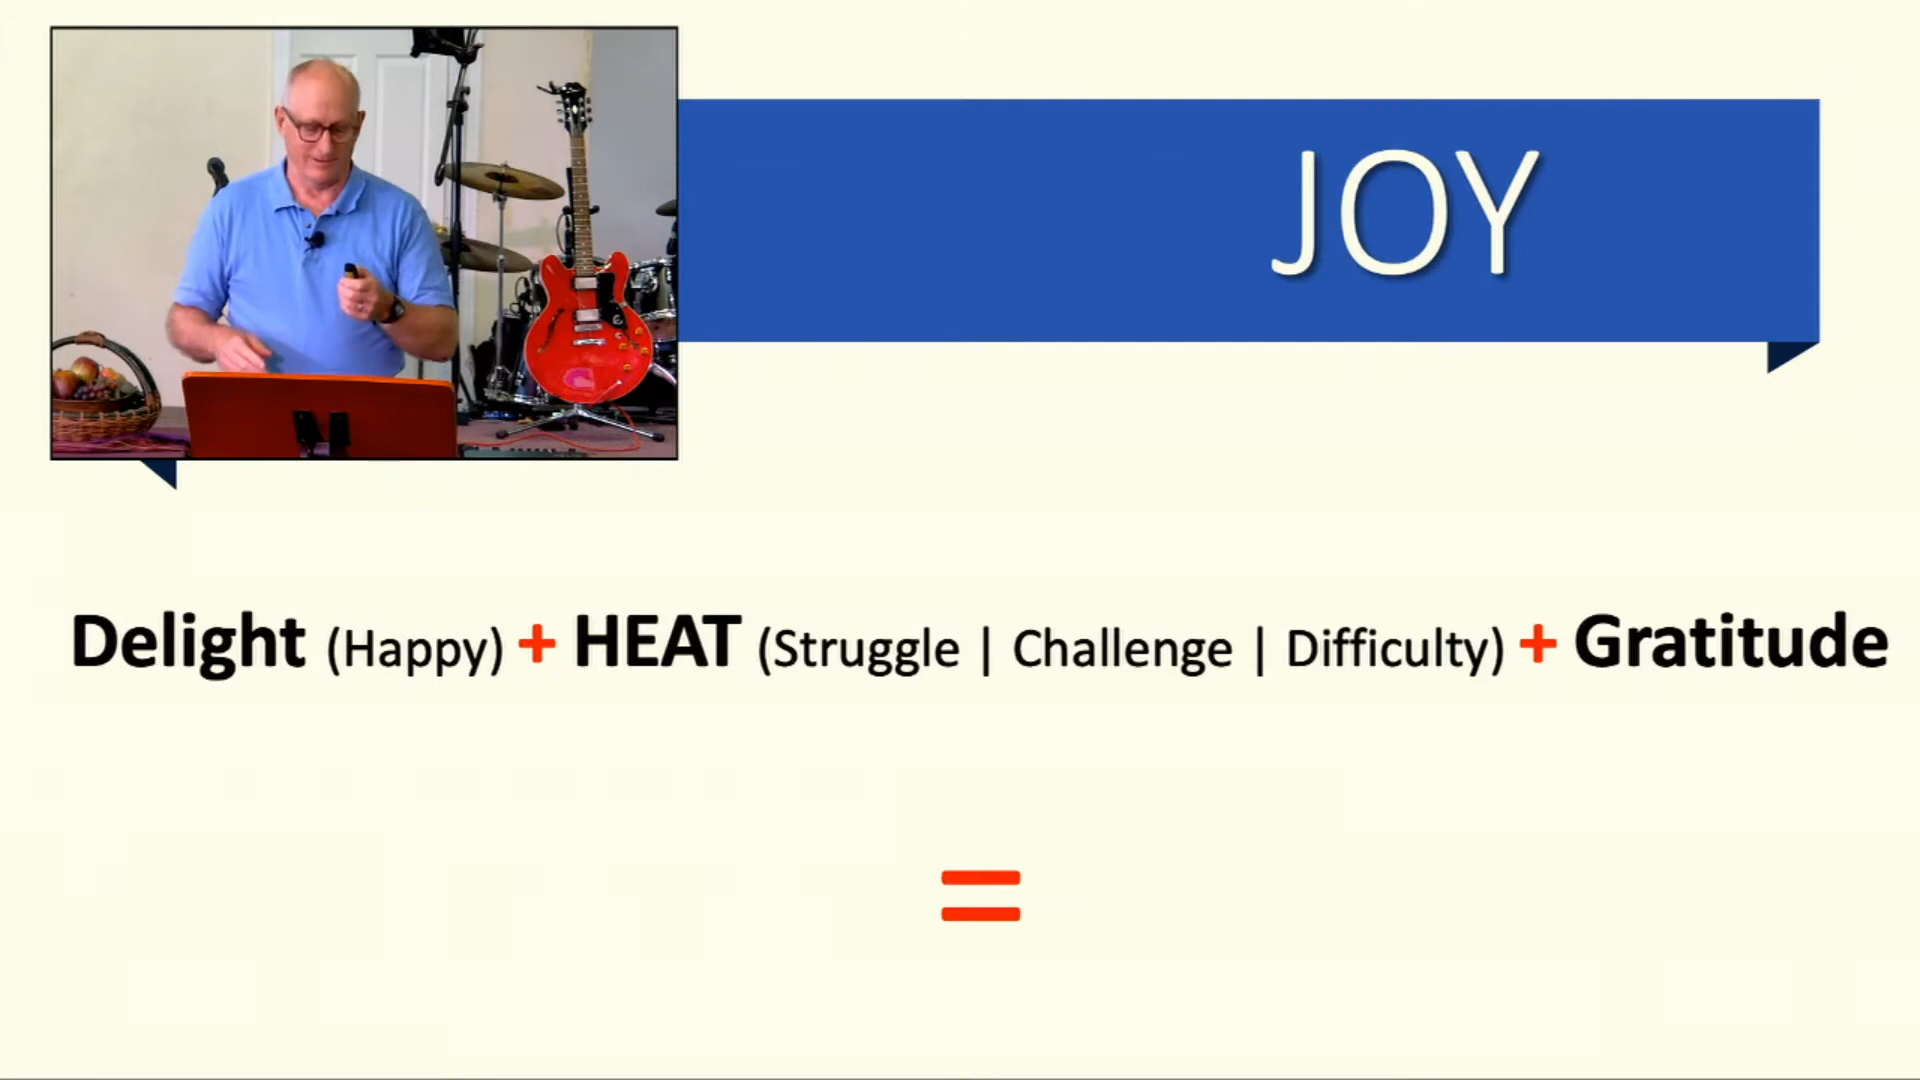 JOY
Delight (Happy) + HEAT (Struggle | Challenge | Difficulty) + Gratitude
=